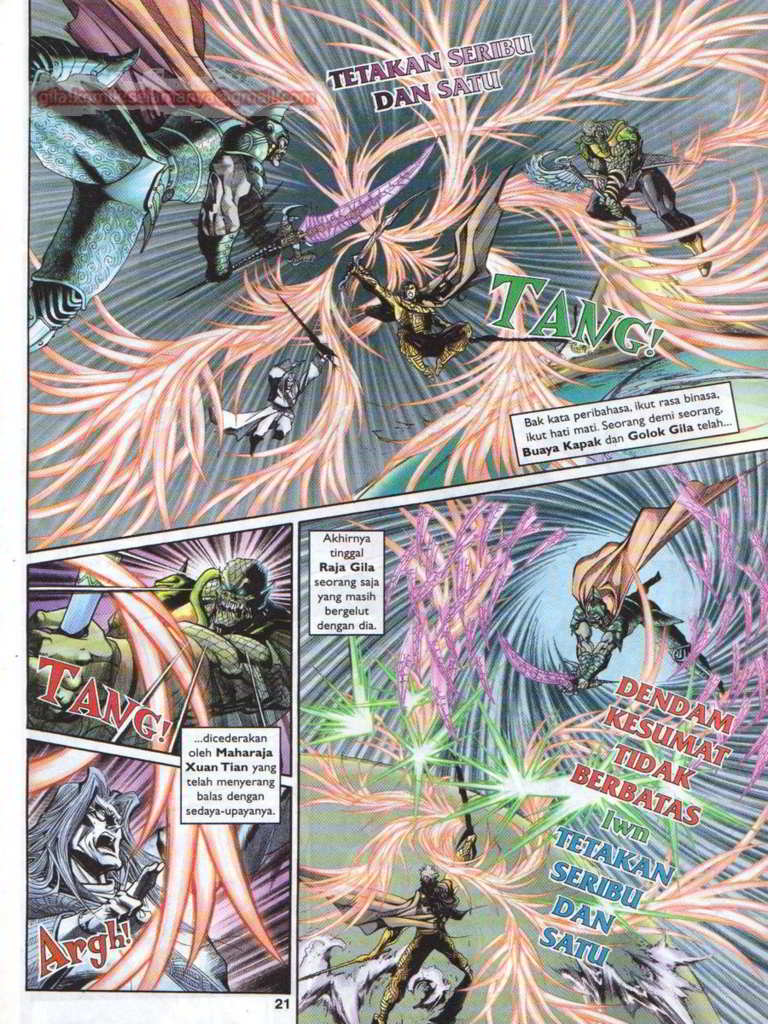 TETAKAN SERIBU
DAN SATU
TANG!
Bak kata peribahasa, ikut rasa binasa,
ikut hati mati. Seorang demi seorang,
Buaya Kapak dan Golok Gila telah...
TANG!
...dicederakan
oleh Maharaja
Xuan Tian yang
telah menyerang
balas dengan
sedaya-upayanya.
Argh!
Akhirnya
tinggal
Raja Gila
seorang saja
yang masih
bergelut
dengan dia.
DENDAM
KESUMAT
TIDAK
BERBATAS
lwn
TETAKAN
SERIBU
DAN
SATU
21